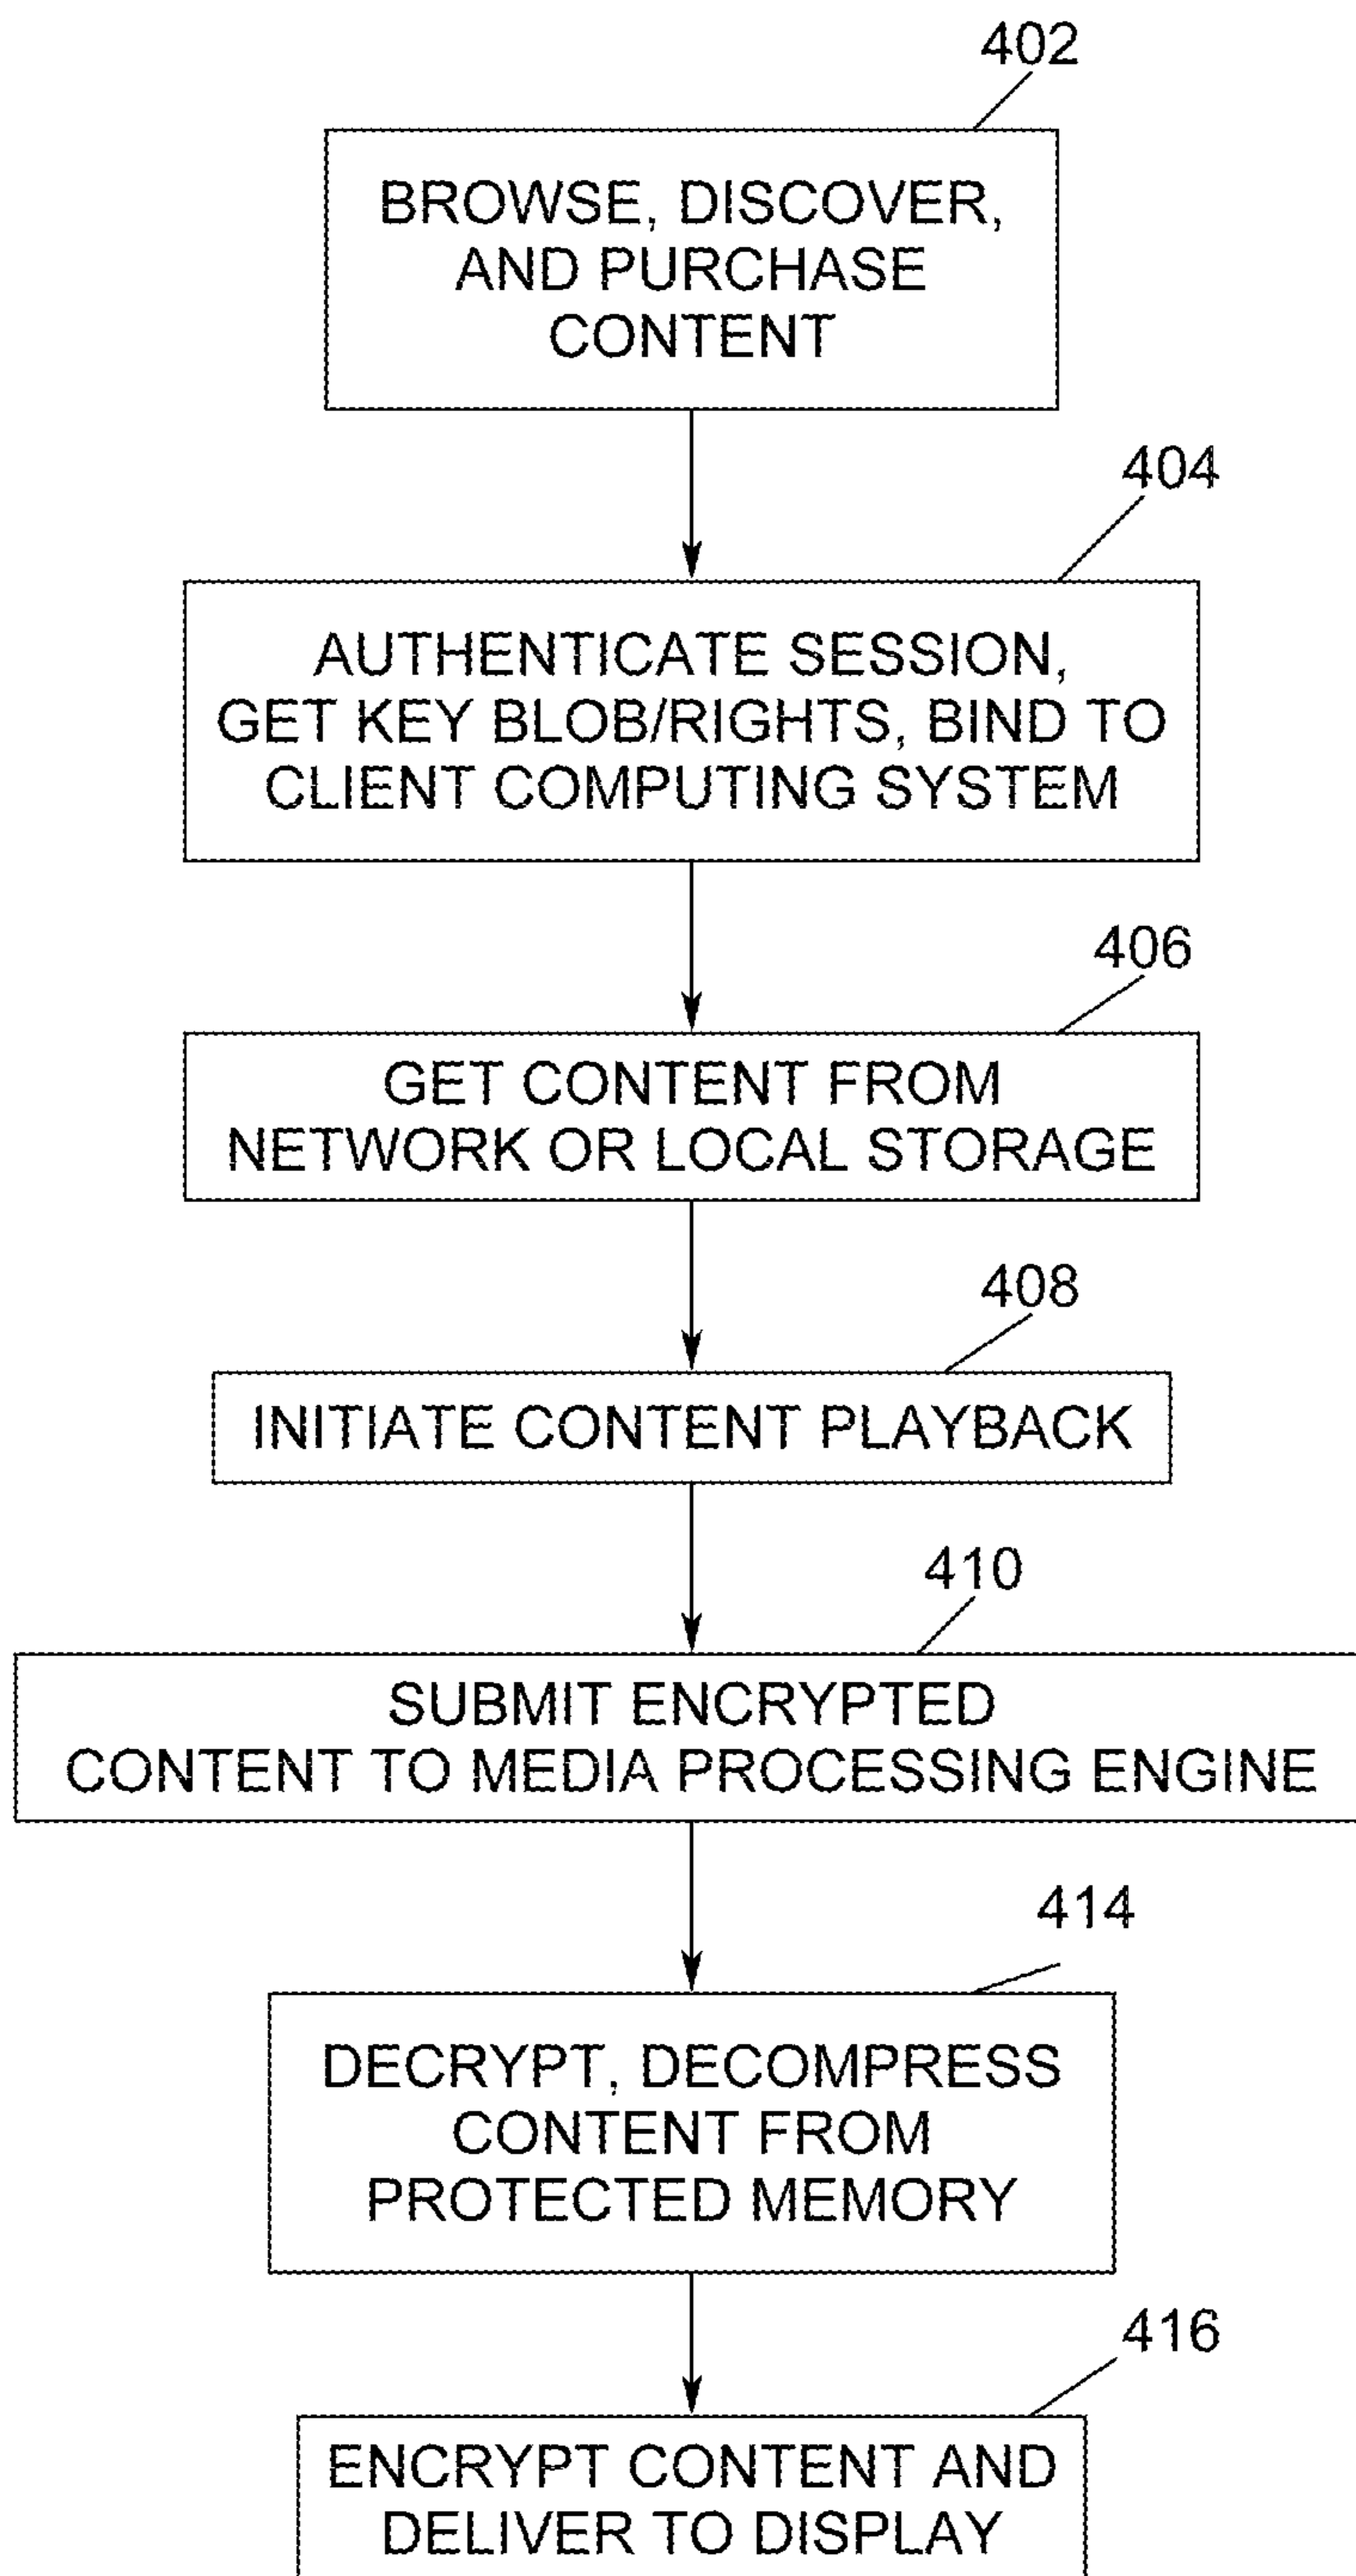 402
BROWSE, DISCOVER,
AND PURCHASE
CONTENT
404
AUTHENTICATE SESSION,
GET KEY BLOB/RIGHTS, BIND TO
CLIENT COMPUTING SYSTEM
406
GET CONTENT FROM
NETWORK OR LOCAL STORAGE
408
INITIATE CONTENT PLAYBACK
410
SUBMIT ENCRYPTED
CONTENT TO MEDIA PROCESSING ENGINE
414
DECRYPT, DECOMPRESS
CONTENT FROM
PROTECTED MEMORY
416
ENCRYPT CONTENT AND
DELIVER TO DISPLAY